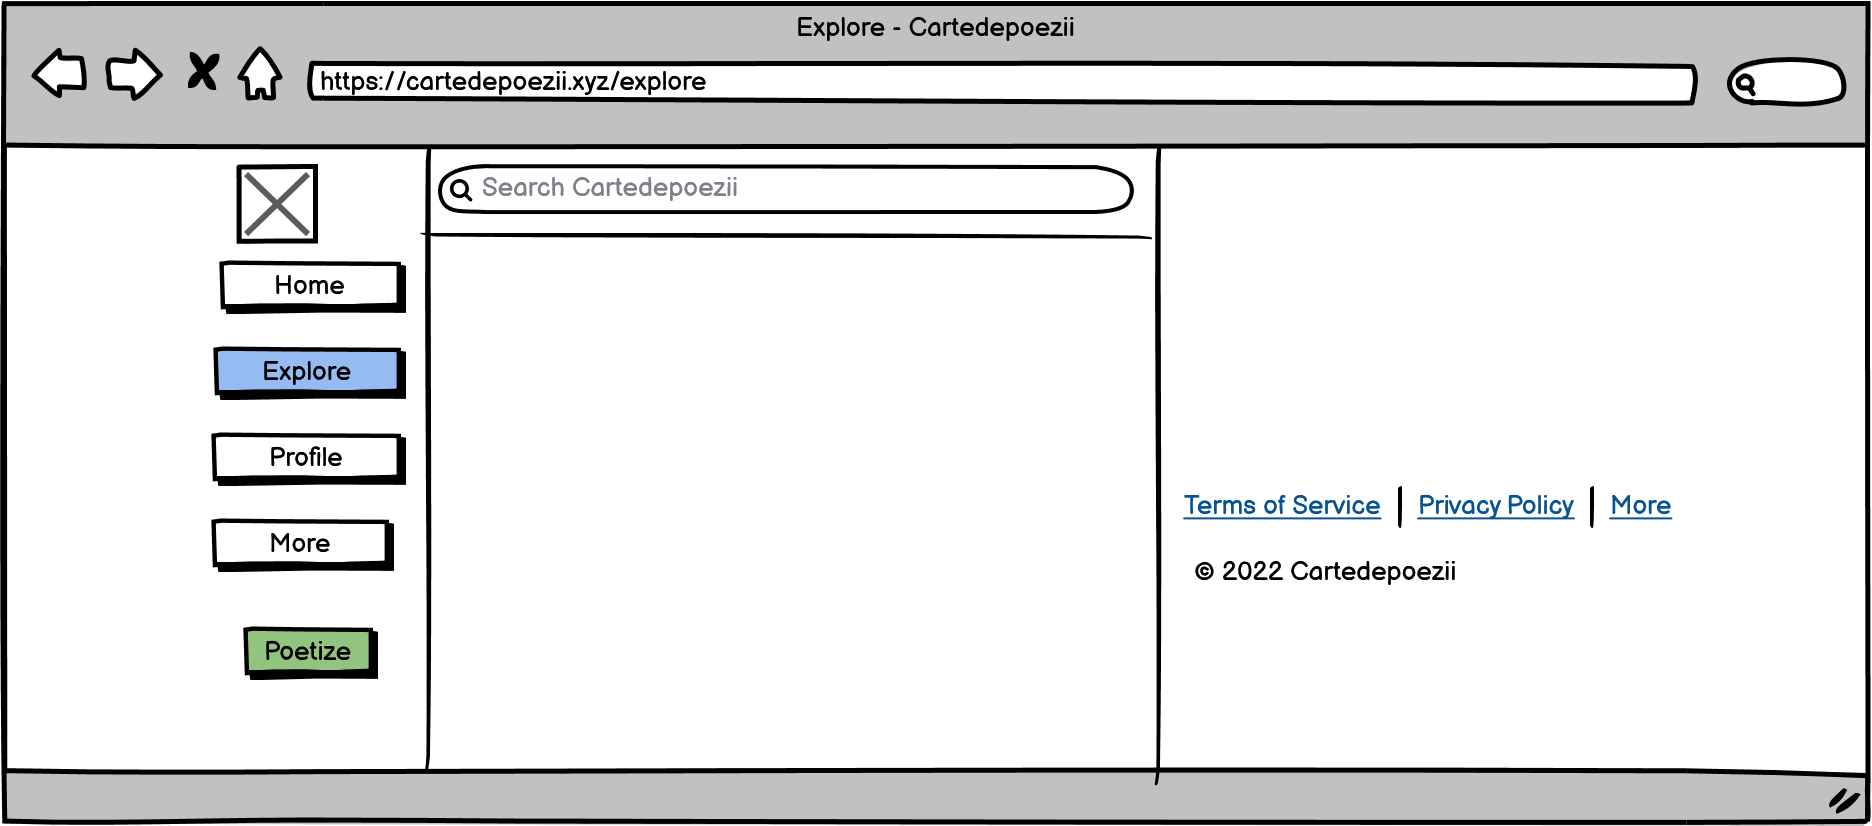 Explore - Cartedepoezii
https://cartedepoezii.xyz/explore
Search Cartedepoezii
Home
Explore
Profile
More
Poetize
Terms of Service | Privacy Policy | More
© 2022 Cartedepoezii